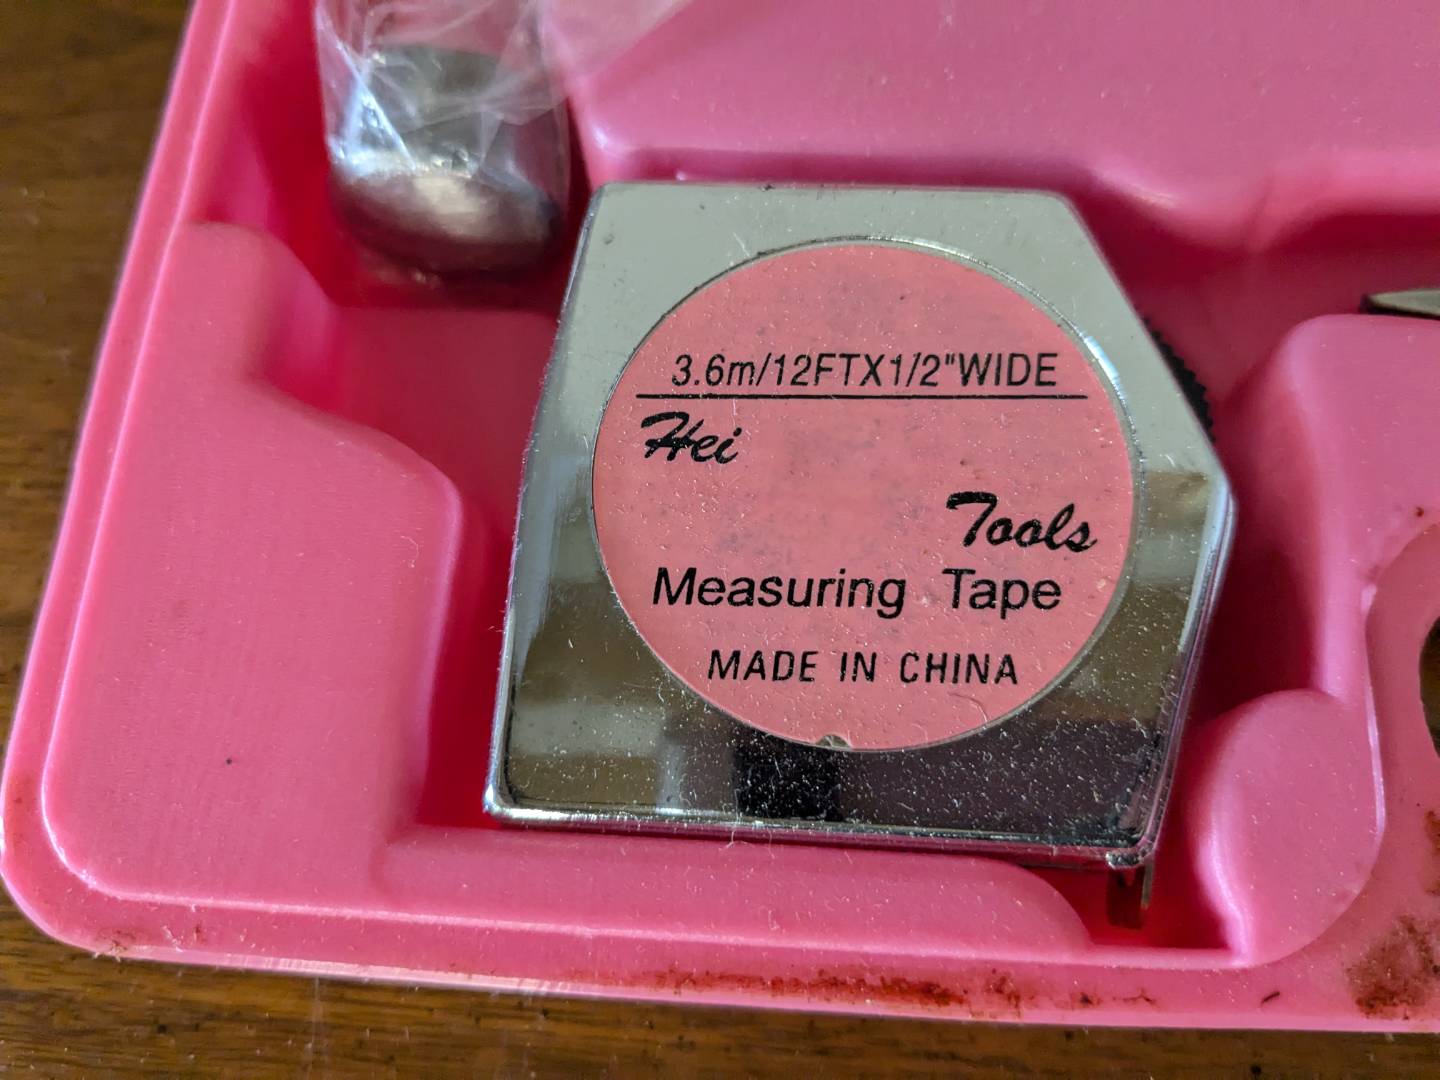 3.6m/12FTX1/2"WIDE
Hei
Tools
Measuring Tape
MADE IN CHINA